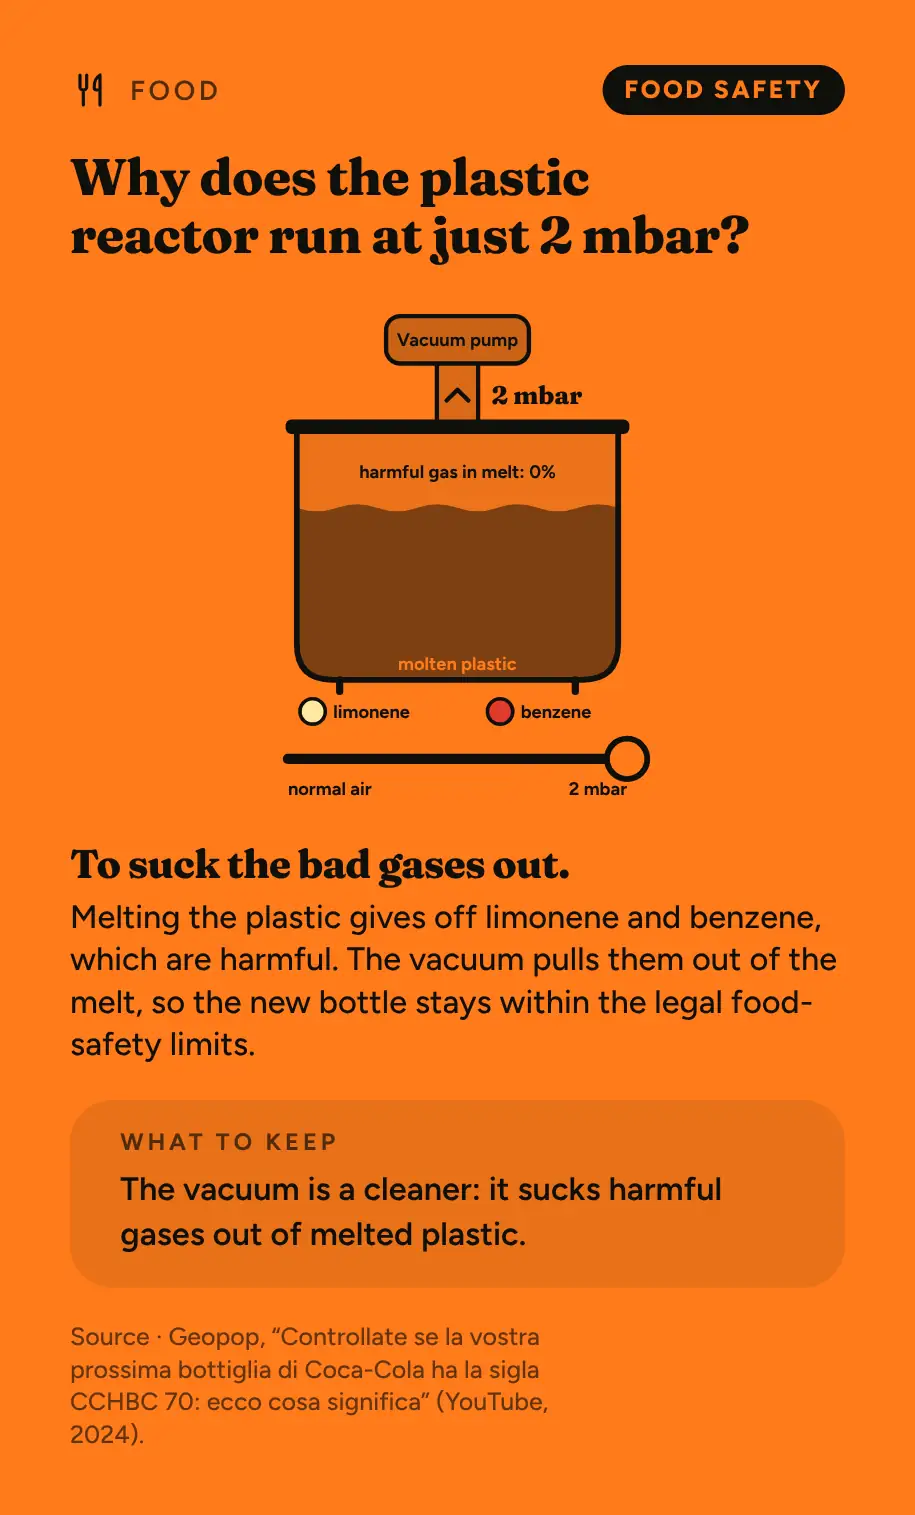 FOOD
FOOD SAFETY
Why does the plastic
reactor run at just 2 mbar?
Vacuum pump
2 mbar
harmful gas in melt: 0%
molten plastic
limonene
benzene
normal air
2 mbar
To suck the bad gases out.
Melting the plastic gives off limonene and benzene,
which are harmful. The vacuum pulls them out of the
melt, so the new bottle stays within the legal food-
safety limits.
WHAT TO KEEP
The vacuum is a cleaner: it sucks harmful
gases out of melted plastic.
Source · Geopop, “Controllate se la vostra
prossima bottiglia di Coca-Cola ha la sigla
CCHBC 70: ecco cosa significa” (YouTube,
2024).